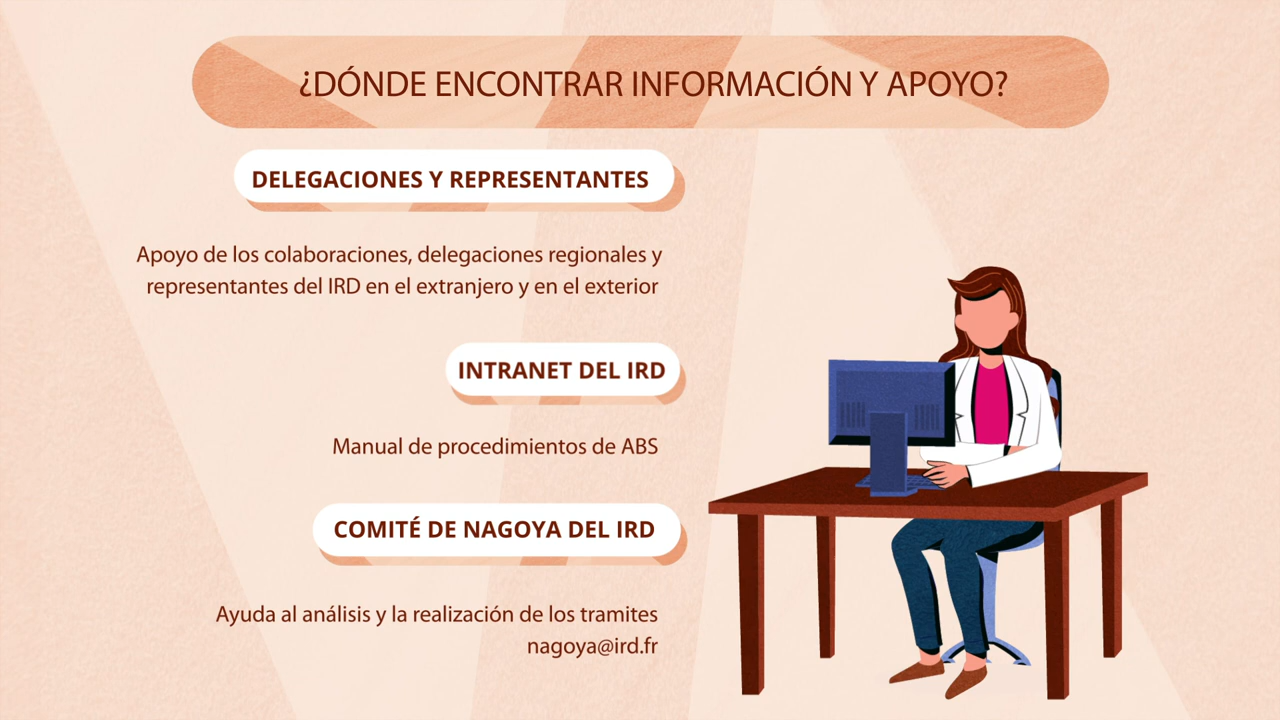 ¿DÓNDE ENCONTRAR INFORMACIÓN Y APOYO?
DELEGACIONES Y REPRESENTANTES
Apoyo de los colaboraciones, delegaciones regionales y
representantes del IRD en el extranjero y en el exterior
INTRANET DEL IRD
Manual de procedimientos de ABS
COMITÉ DE NAGOYA DEL IRD
Ayuda al análisis y la realización de los tramites
nagoya@ird.fr